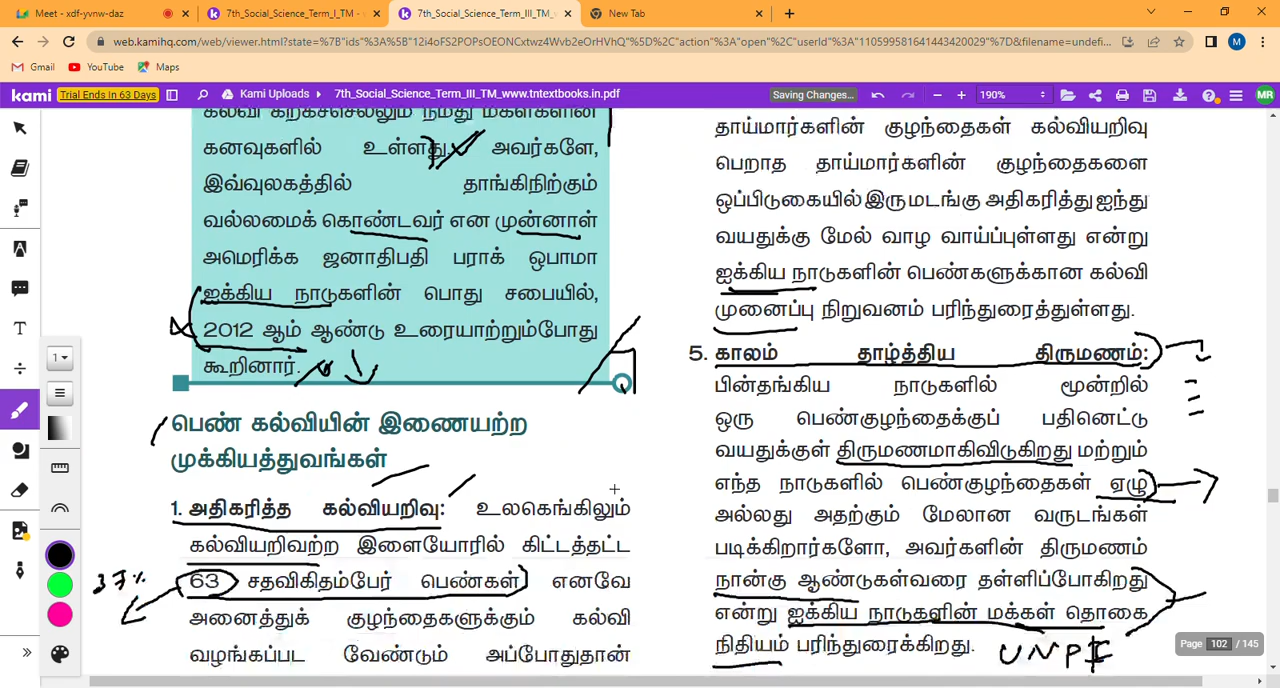 Meet - xdf-yvnw-daz
7th_Social_Science_Term_I_TM -
7th_Social_Science_Term_III_TM_
New Tab
web.kamihq.com/web/viewer.html?state=%7B"ids"%3A%5B"12i4oFS2POPsOEONCxtwz4Wvb2eOrHVhQ"%5D%2C"action"%3A"open"%2C"userId"%3A"110599581641443420029"%7D&filename=undefi...
Gmail
YouTube
Maps
kami
Trial Ends In 63 Days
Kami Uploads
7th_Social_Science_Term_III_TM_www.tntextbooks.in.pdf
Saving Changes...
190%
MR
கல்வி கற்கச்செல்லும் நமது மகள்களின்
கனவுகளில் உள்ளது. அவர்களே,
இவ்வுலகத்தில் தாங்கிநிற்கும்
வல்லமைக் கொண்டவர் என முன்னாள்
அமெரிக்க ஜனாதிபதி பராக் ஒபாமா
ஐக்கிய நாடுகளின் பொது சபையில்,
2012 ஆம் ஆண்டு உரையாற்றும்போது
கூறினார்.
பெண் கல்வியின் இணையற்ற
முக்கியத்துவங்கள்
1. அதிகரித்த கல்வியறிவு: உலகெங்கிலும்
கல்வியறிவற்ற இளையோரில் கிட்டத்தட்ட
63 சதவிகிதம்பேர் பெண்கள் எனவே
அனைத்துக் குழந்தைகளுக்கும் கல்வி
வழங்கப்பட வேண்டும் அப்போதுதான்
37%
தாய்மார்களின் குழந்தைகள் கல்வியறிவு
பெறாத தாய்மார்களின் குழந்தைகளை
ஒப்பிடுகையில் இரு மடங்கு அதிகரித்து ஐந்து
வயதுக்கு மேல் வாழ வாய்ப்புள்ளது என்று
ஐக்கிய நாடுகளின் பெண்களுக்கான கல்வி
முனைப்பு நிறுவனம் பரிந்துரைத்துள்ளது.
5. காலம் தாழ்த்திய திருமணம்:
பின்தங்கிய நாடுகளில் மூன்றில்
ஒரு பெண்குழந்தைக்குப் பதினெட்டு
வயதுக்குள் திருமணமாகிவிடுகிறது மற்றும்
எந்த நாடுகளில் பெண்குழந்தைகள் ஏழு
அல்லது அதற்கும் மேலான வருடங்கள்
படிக்கிறார்களோ, அவர்களின் திருமணம்
நான்கு ஆண்டுகள்வரை தள்ளிப்போகிறது
என்று ஐக்கிய நாடுகளின் மக்கள் தொகை
நிதியம் பரிந்துரைக்கிறது.
Page 102 / 145